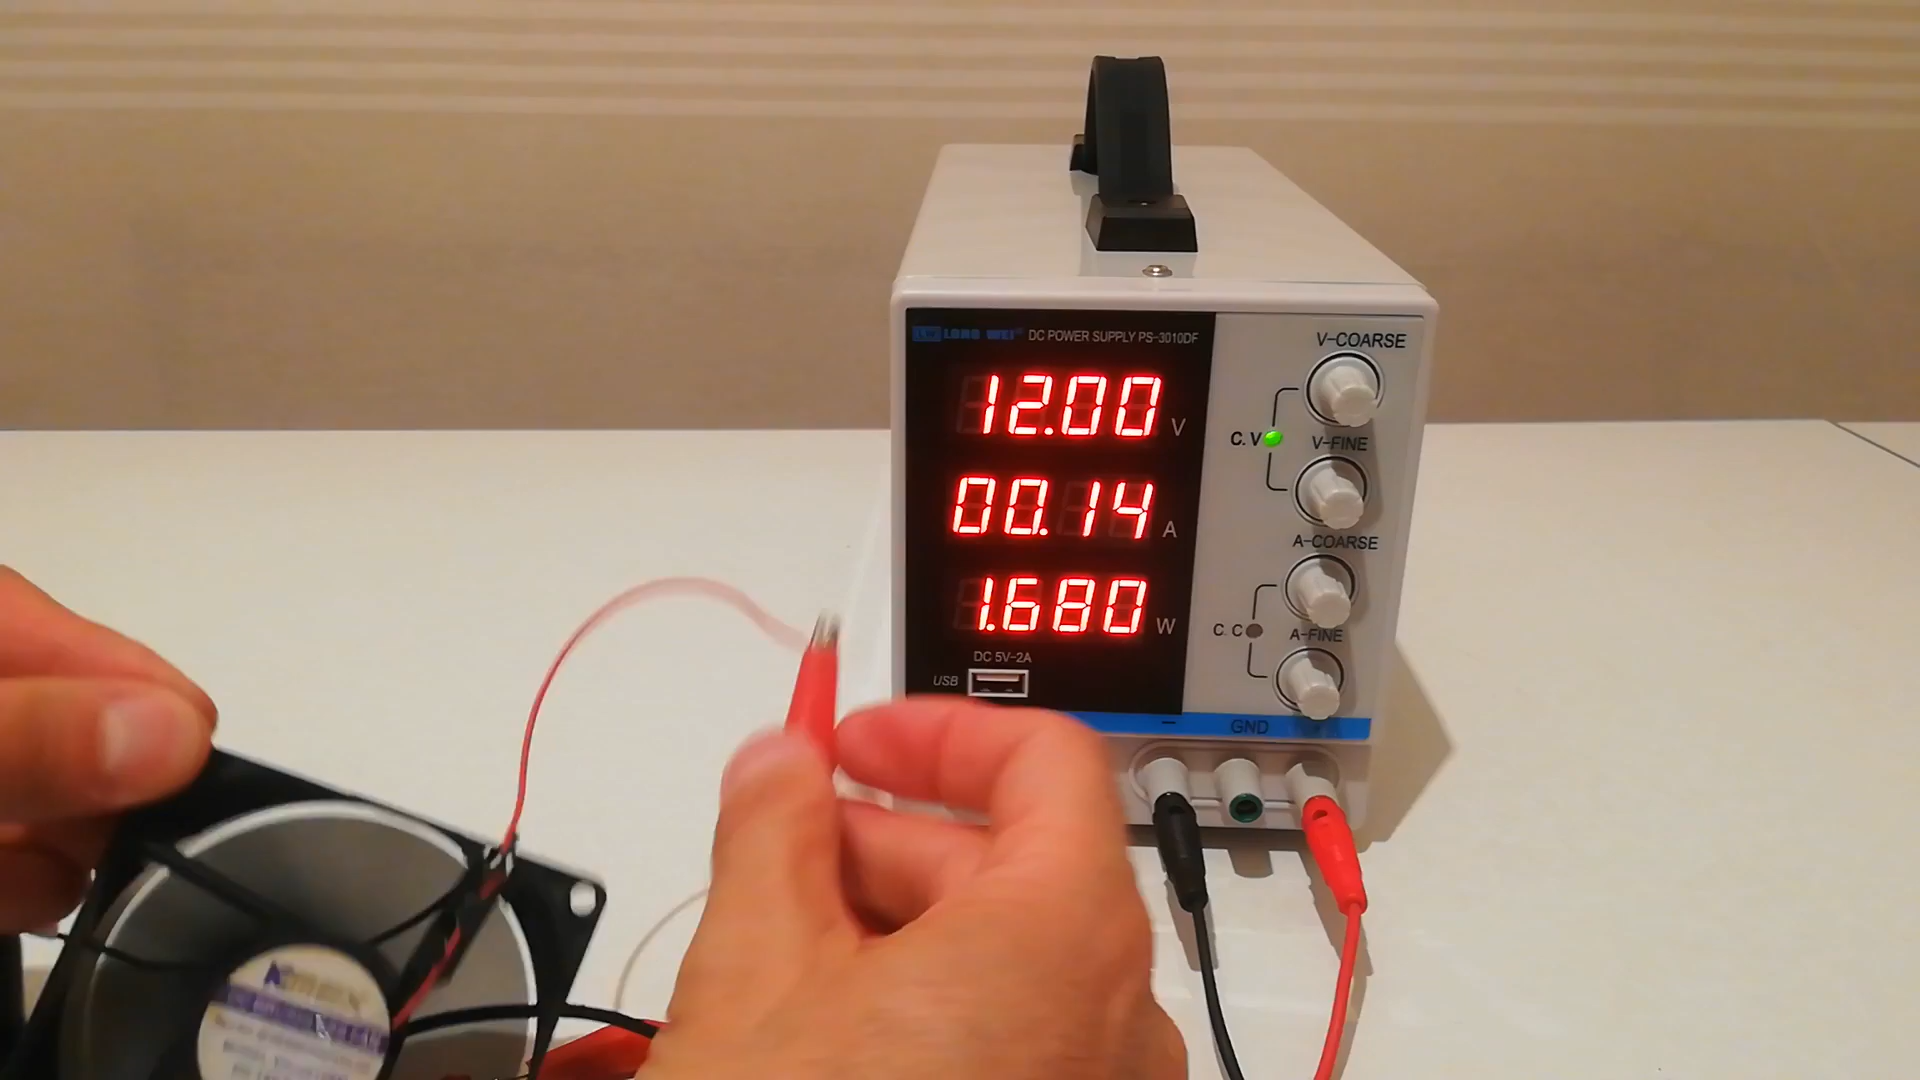 LONG WEI DC POWER SUPPLY PS-3010DF
12.00 V
00.14 A
1.680 W
DC 5V-2A
USB
V-COARSE
C.V
V-FINE
A-COARSE
C.C
A-FINE
— GND